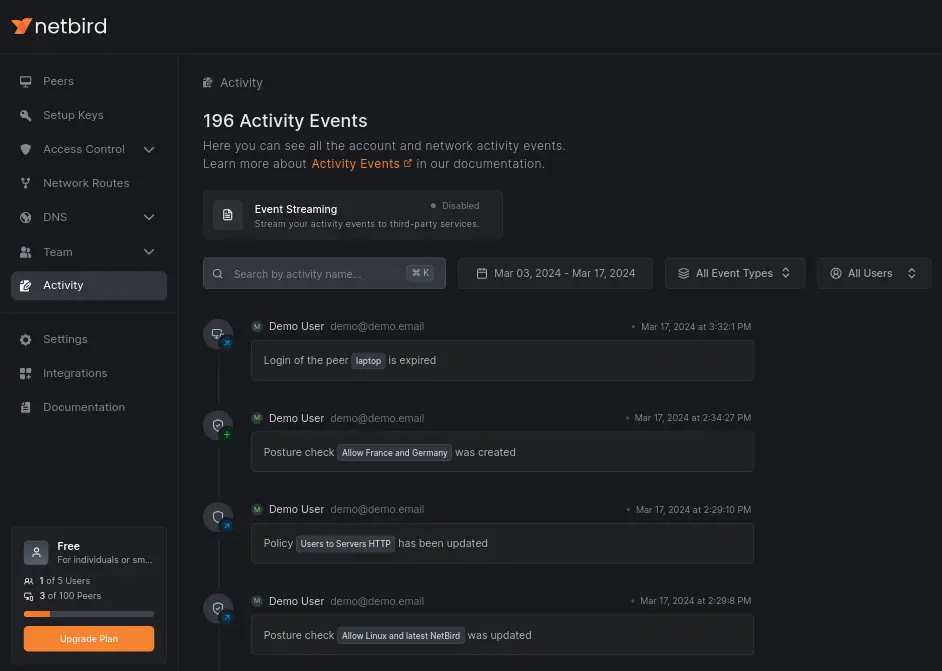 netbird
Peers
Setup Keys
Access Control
Network Routes
DNS
Team
Activity
Settings
Integrations
Documentation
Free
For individuals or sm...
1 of 5 Users
3 of 100 Peers
Upgrade Plan
Activity
196 Activity Events
Here you can see all the account and network activity events.
Learn more about Activity Events in our documentation.
Event Streaming
Disabled
Stream your activity events to third-party services.
Search by activity name...
⌘ K
Mar 03, 2024 - Mar 17, 2024
All Event Types
All Users
M Demo User demo@demo.email Mar 17, 2024 at 3:32:1 PM
Login of the peer laptop is expired
M Demo User demo@demo.email Mar 17, 2024 at 2:34:27 PM
Posture check Allow France and Germany was created
M Demo User demo@demo.email Mar 17, 2024 at 2:29:10 PM
Policy Users to Servers HTTP has been updated
M Demo User demo@demo.email Mar 17, 2024 at 2:29:8 PM
Posture check Allow Linux and latest NetBird was updated